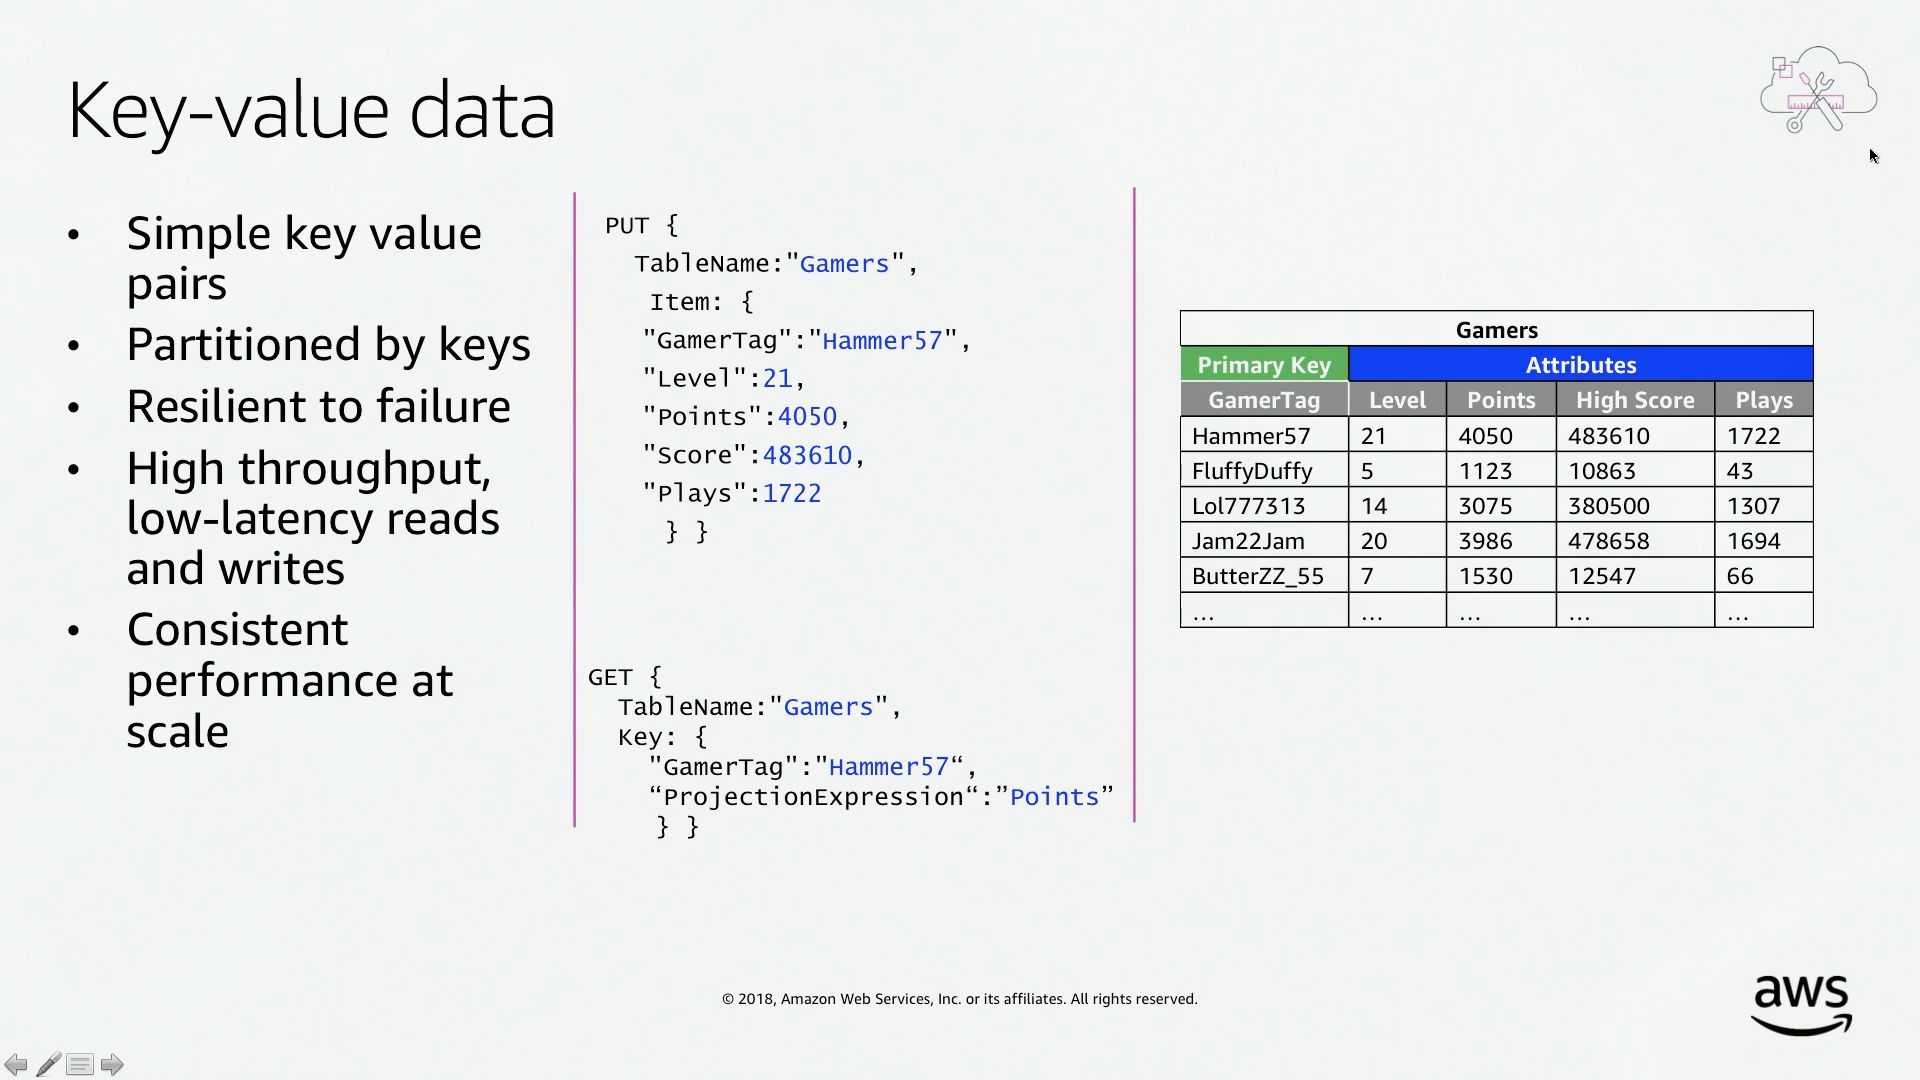 Key-value data
• Simple key value
pairs
• Partitioned by keys
• Resilient to failure
• High throughput,
low-latency reads
and writes
• Consistent
performance at
scale
PUT {
TableName:"Gamers",
Item: {
"GamerTag":"Hammer57",
"Level":21,
"Points":4050,
"Score":483610,
"Plays":1722
} }
GET {
TableName:"Gamers",
Key: {
"GamerTag":"Hammer57“,
“ProjectionExpression“:”Points”
} }
Gamers
Primary Key Attributes
GamerTag Level Points High Score Plays
Hammer57 21 4050 483610 1722
FluffyDuffy 5 1123 10863 43
Lol777313 14 3075 380500 1307
Jam22Jam 20 3986 478658 1694
ButterZZ_55 7 1530 12547 66
... ... ... ... ...
© 2018, Amazon Web Services, Inc. or its affiliates. All rights reserved.
aws